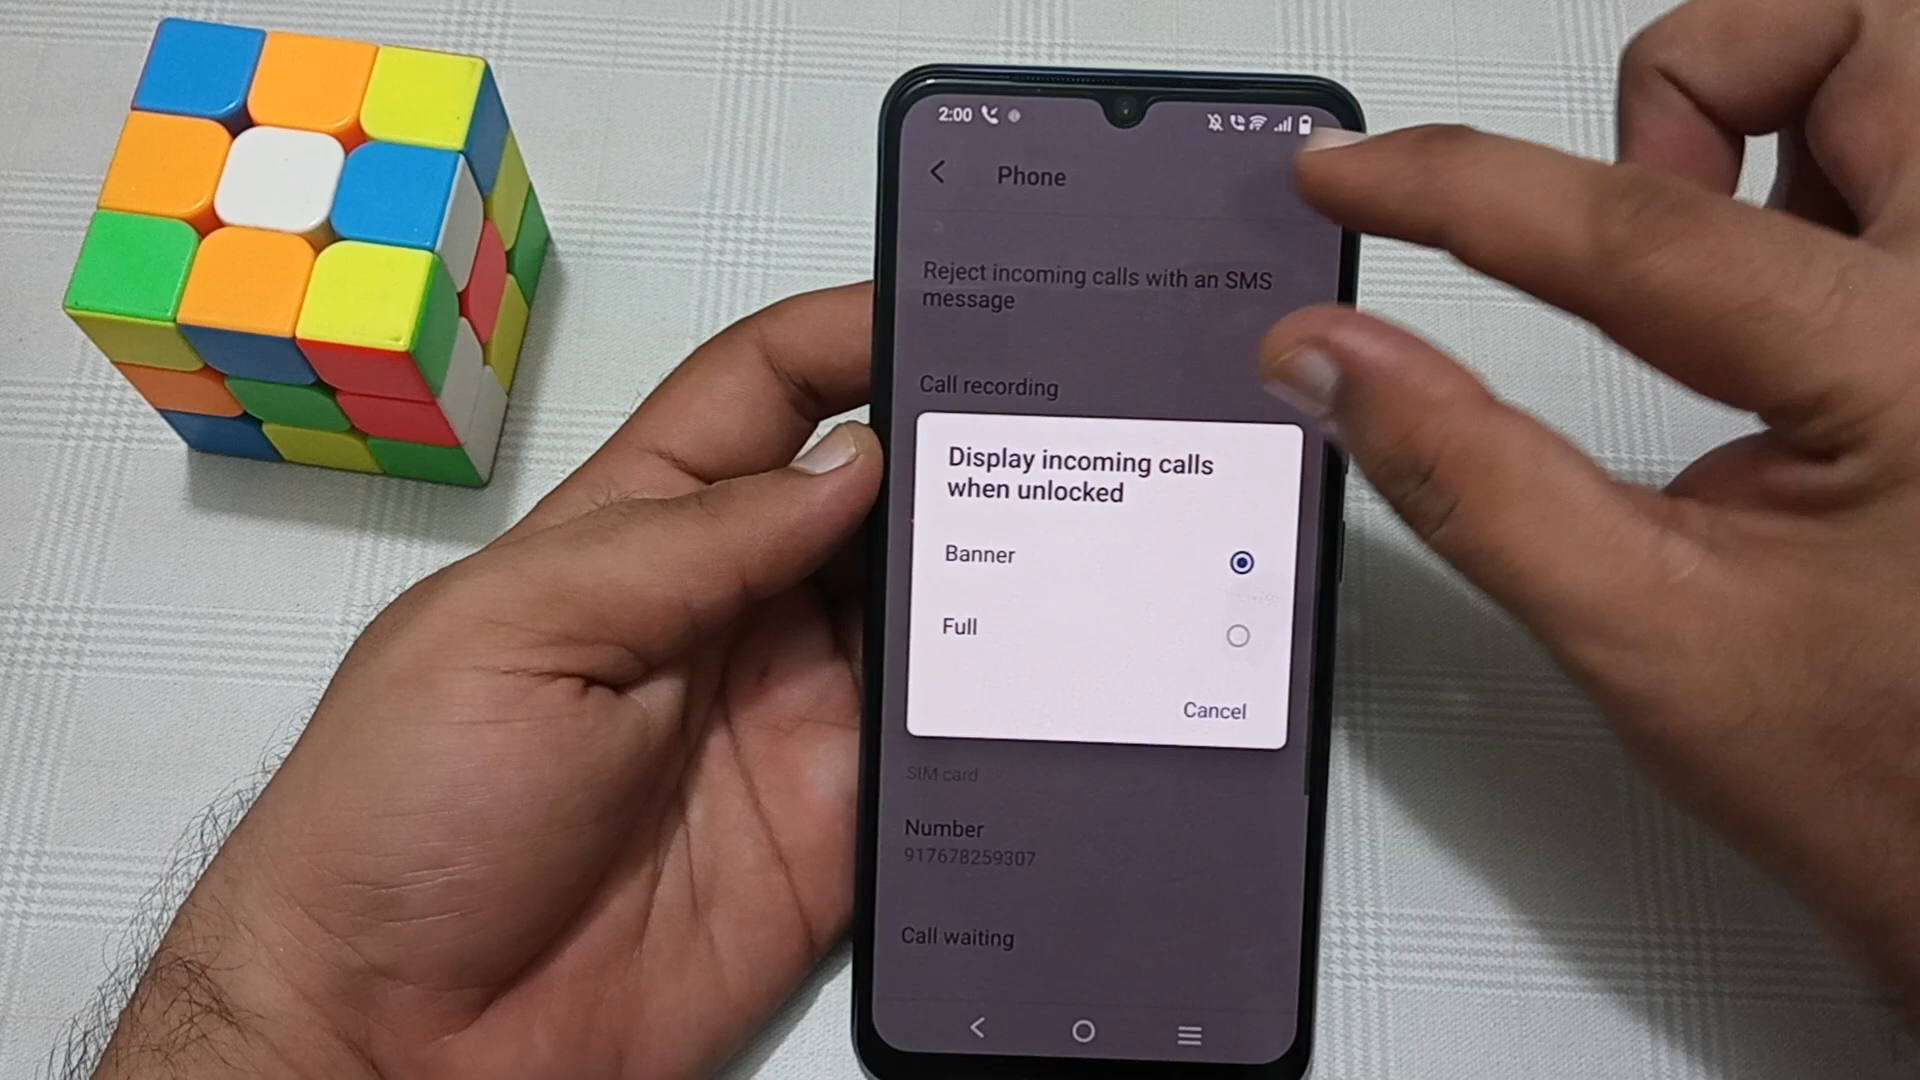 2:00
Phone
Reject incoming calls with an SMS
message
Call recording
Display incoming calls
when unlocked
Banner
Full
Cancel
SIM card
Number
917678259307
Call waiting